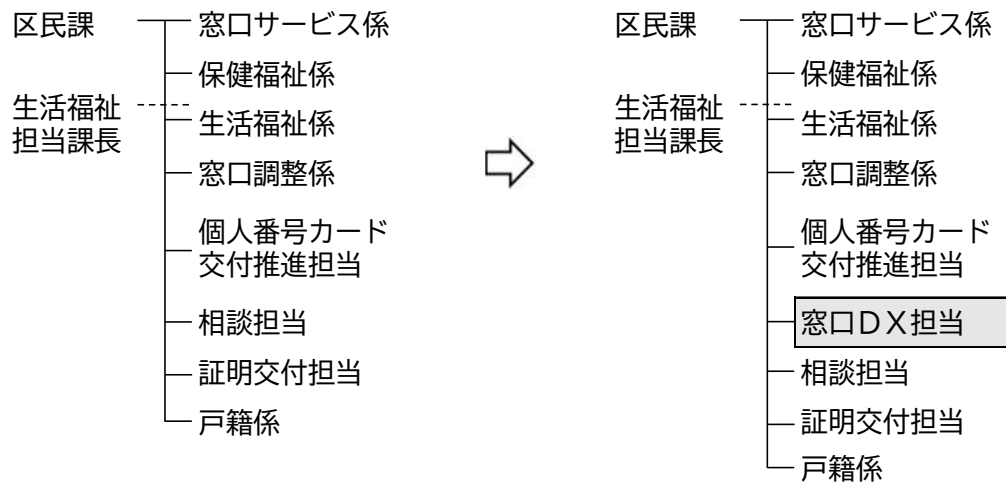 区民課
窓口サービス係
保健福祉係
生活福祉
担当課長
生活福祉係
窓口調整係
個人番号カード
交付推進担当
相談担当
証明交付担当
戸籍係
区民課
窓口サービス係
保健福祉係
生活福祉
担当課長
生活福祉係
窓口調整係
個人番号カード
交付推進担当
窓口ＤＸ担当
相談担当
証明交付担当
戸籍係